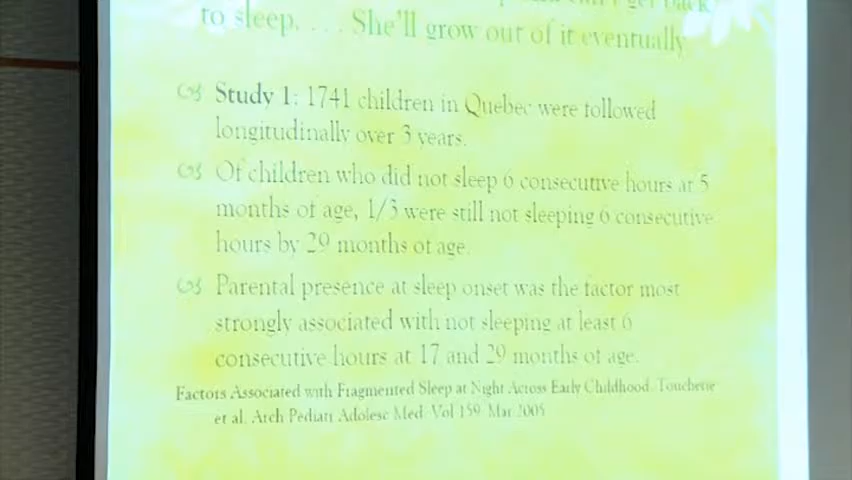 get back
to sleep. . . . She'll grow out of it eventually
Study 1: 1741 children in Quebec were followed
longitudinally over 3 years.
Of children who did not sleep 6 consecutive hours at 5
months of age, 1/3 were still not sleeping 6 consecutive
hours by 29 months of age.
Parental presence at sleep onset was the factor most
strongly associated with not sleeping at least 6
consecutive hours at 17 and 29 months of age.
Factors Associated with Fragmented Sleep at Night Across Early Childhood. Touchette
et al. Arch Pediatr Adolesc Med. Vol 159. Mar 2005